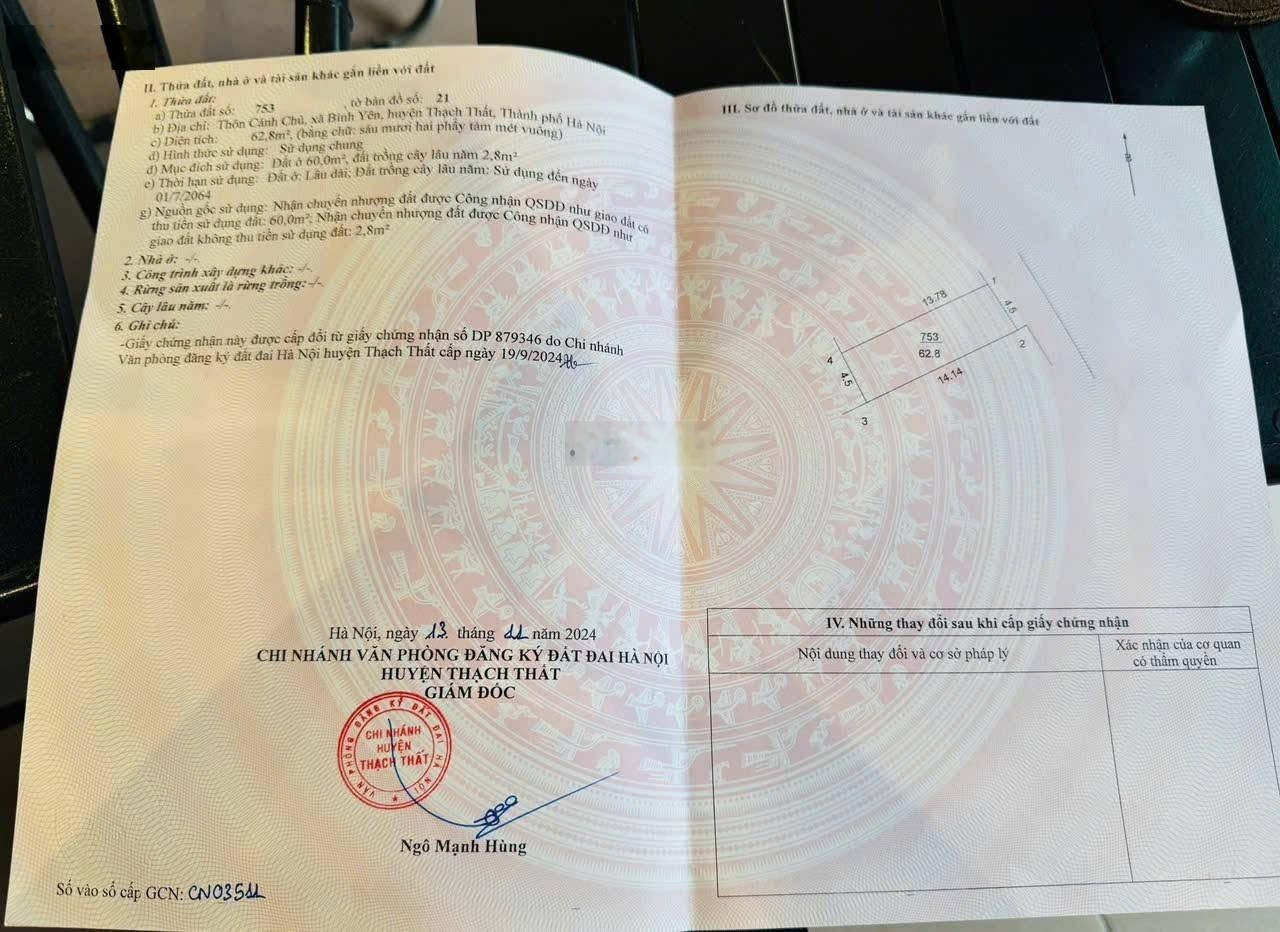 II. Thửa đất, nhà ở và tài sản khác gắn liền với đất
1. Thửa đất:
a) Thửa đất số: 753 , tờ bản đồ số: 21
b) Địa chỉ: Thôn Cánh Chủ, xã Bình Yên, huyện Thạch Thất, Thành phố Hà Nội
c) Diện tích: 62,8m², (bằng chữ: sáu mươi hai phẩy tám mét vuông)
d) Hình thức sử dụng: Sử dụng chung
đ) Mục đích sử dụng: Đất ở 60,0m², đất trồng cây lâu năm 2,8m²
e) Thời hạn sử dụng: Đất ở: Lâu dài; Đất trồng cây lâu năm: Sử dụng đến ngày
01/7/2064
g) Nguồn gốc sử dụng: Nhận chuyển nhượng đất được Công nhận QSDĐ như giao đất có
thu tiền sử dụng đất: 60,0m²; Nhận chuyển nhượng đất được Công nhận QSDĐ như
giao đất không thu tiền sử dụng đất: 2,8m²
2. Nhà ở: -/-.
3. Công trình xây dựng khác: -/-.
4. Rừng sản xuất là rừng trồng: -/-.
5. Cây lâu năm: -/-.
6. Ghi chú:
-Giấy chứng nhận này được cấp đổi từ giấy chứng nhận số DP 879346 do Chi nhánh
Văn phòng đăng ký đất đai Hà Nội huyện Thạch Thất cấp ngày 19/9/2024
Hà Nội, ngày 13 tháng 11 năm 2024
CHI NHÁNH VĂN PHÒNG ĐĂNG KÝ ĐẤT ĐAI HÀ NỘI
HUYỆN THẠCH THẤT
GIÁM ĐỐC
VĂN PHÒNG ĐĂNG KÝ ĐẤT ĐAI HÀ NỘI
CHI NHÁNH
HUYỆN
THẠCH THẤT
Ngô Mạnh Hùng
Số vào sổ cấp GCN: CN03511
III. Sơ đồ thửa đất, nhà ở và tài sản khác gắn liền với đất
B
1
13.78
4.5
753
62.8
2
4
4.5
14.14
3
IV. Những thay đổi sau khi cấp giấy chứng nhận
Nội dung thay đổi và cơ sở pháp lý
Xác nhận của cơ quan
có thẩm quyền